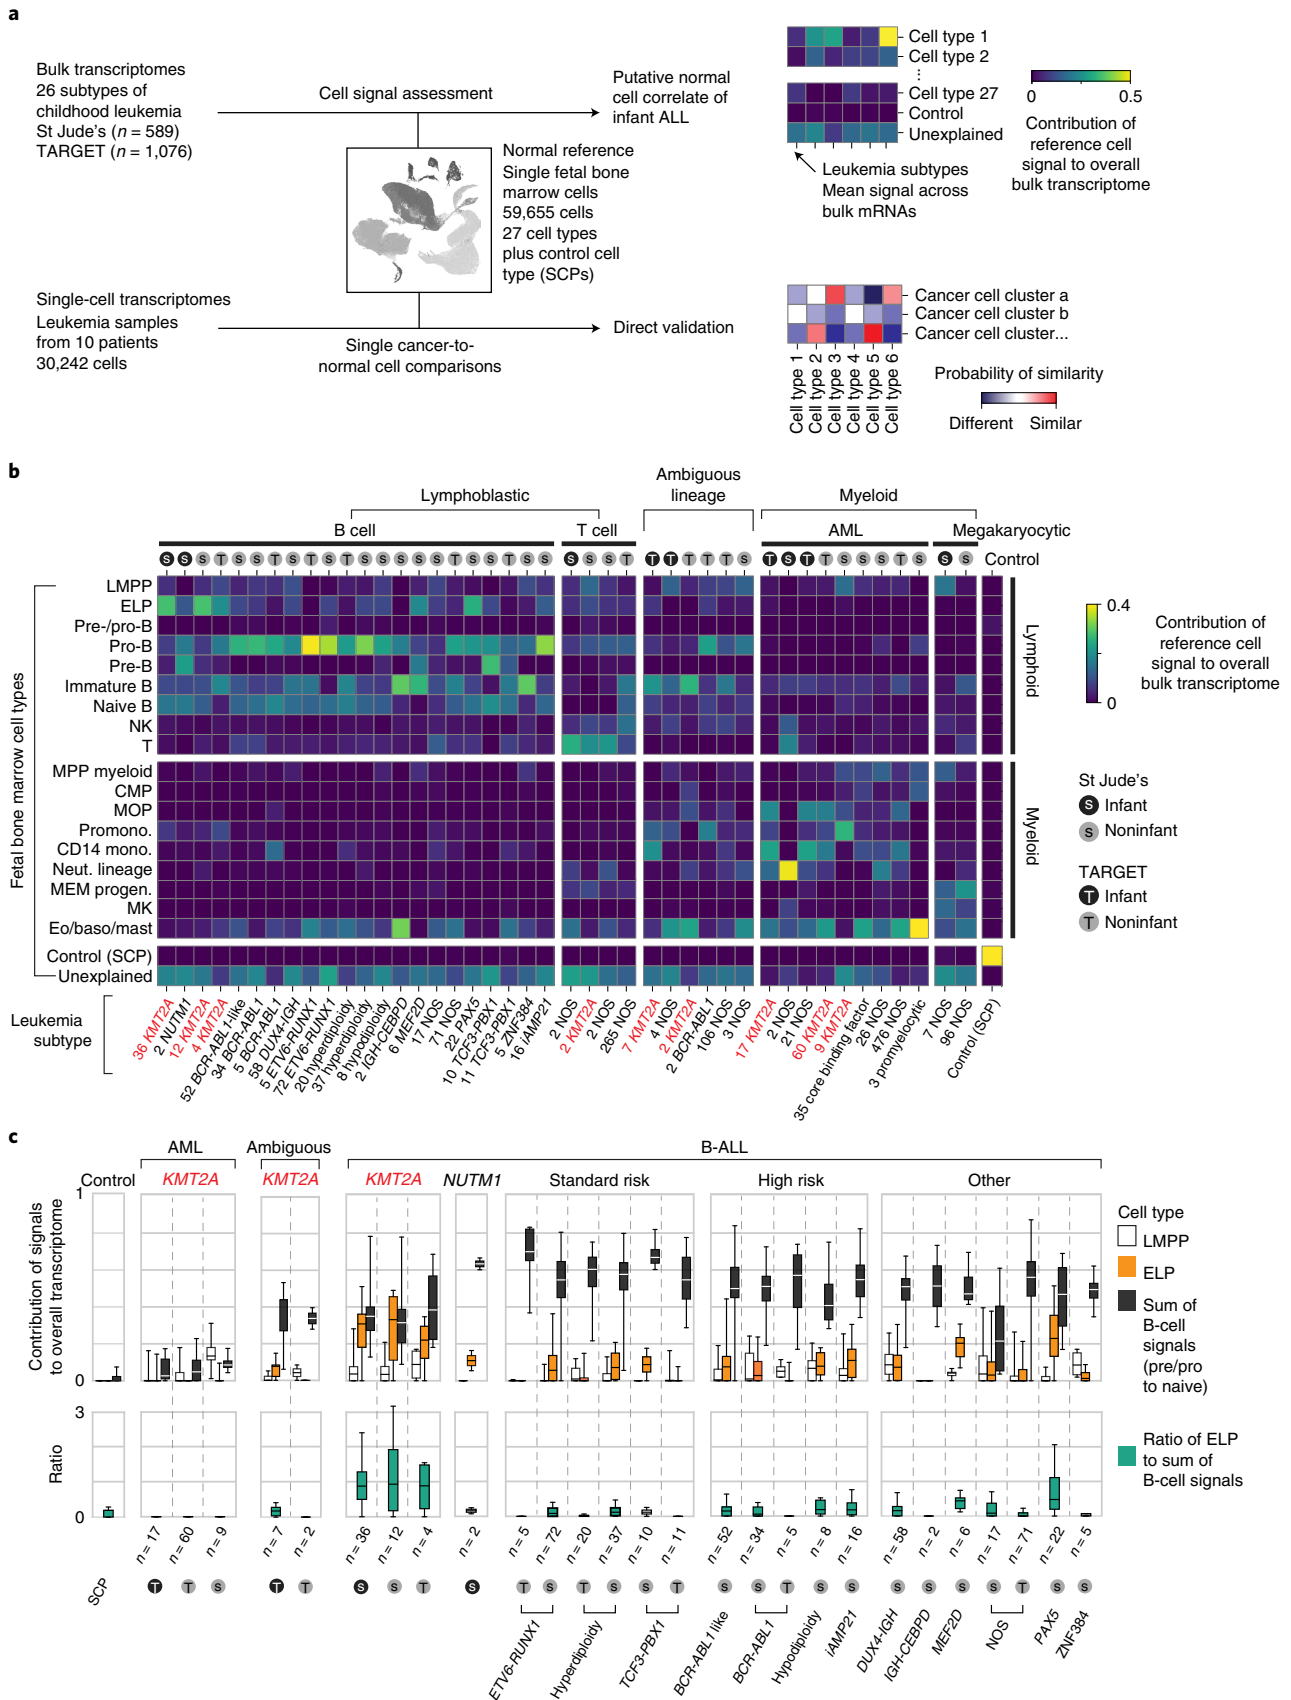 a
Bulk transcriptomes
26 subtypes of
childhood leukemia
St Jude's (n = 589)
TARGET (n = 1,076)
Cell signal assessment
Putative normal
cell correlate of
infant ALL
Normal reference
Single fetal bone
marrow cells
59,655 cells
27 cell types
plus control cell
type (SCPs)
Single-cell transcriptomes
Leukemia samples
from 10 patients
30,242 cells
Single cancer-to-
normal cell comparisons
Direct validation
Cell type 1
Cell type 2
⋮
Cell type 27
Control
Unexplained
Leukemia subtypes
Mean signal across
bulk mRNAs
0 0.5
Contribution of
reference cell
signal to overall
bulk transcriptome
Cancer cell cluster a
Cancer cell cluster b
Cancer cell cluster...
Cell type 1
Cell type 2
Cell type 3
Cell type 4
Cell type 5
Cell type 6
Probability of similarity
Different Similar
b
Lymphoblastic
Ambiguous
lineage
Myeloid
B cell
T cell
AML
Megakaryocytic
S S S T S S T S T S T S S S S T S S T S S
S S S T
T T T T T S
T S T T S S S T S
S S
Control
Fetal bone marrow cell types
LMPP
ELP
Pre-/pro-B
Pro-B
Pre-B
Immature B
Naive B
NK
T
MPP myeloid
CMP
MOP
Promono.
CD14 mono.
Neut. lineage
MEM progen.
MK
Eo/baso/mast
Control (SCP)
Unexplained
Lymphoid
Myeloid
0.4
0
Contribution of
reference cell
signal to overall
bulk transcriptome
St Jude's
S Infant
S Noninfant
TARGET
T Infant
T Noninfant
Leukemia
subtype
36 KMT2A
2 NUTM1
12 KMT2A
4 KMT2A
52 BCR-ABL1-like
34 BCR-ABL1
5 BCR-ABL1
58 DUX4-IGH
5 ETV6-RUNX1
72 ETV6-RUNX1
20 hyperdiploidy
37 hyperdiploidy
8 hypodiploidy
2 IGH-CEBPD
6 MEF2D
17 NOS
71 NOS
22 PAX5
10 TCF3-PBX1
11 TCF3-PBX1
5 ZNF384
16 iAMP21
2 NOS
2 KMT2A
2 NOS
265 NOS
7 KMT2A
4 NOS
2 KMT2A
2 BCR-ABL1
106 NOS
3 NOS
17 KMT2A
2 NOS
21 NOS
60 KMT2A
9 KMT2A
35 core binding factor
26 NOS
476 NOS
3 promyelocytic
7 NOS
96 NOS
Control (SCP)
c
AML
Ambiguous
B-ALL
Control
KMT2A
KMT2A
KMT2A
NUTM1
Standard risk
High risk
Other
Contribution of signals
to overall transcriptome
1
0
Cell type
LMPP
ELP
Sum of
B-cell
signals
(pre/pro
to naive)
Ratio
3
0
Ratio of ELP
to sum of
B-cell signals
n = 17
n = 60
n = 9
n = 7
n = 2
n = 36
n = 12
n = 4
n = 2
n = 5
n = 72
n = 20
n = 37
n = 10
n = 11
n = 52
n = 34
n = 5
n = 8
n = 16
n = 58
n = 2
n = 6
n = 17
n = 71
n = 22
n = 5
SCP
T T S T T S S T S T S T S S T S S T S S S S S S T S S
ETV6-RUNX1
Hyperdiploidy
TCF3-PBX1
BCR-ABL1 like
BCR-ABL1
Hypodiploidy
iAMP21
DUX4-IGH
IGH-CEBPD
MEF2D
NOS
PAX5
ZNF384